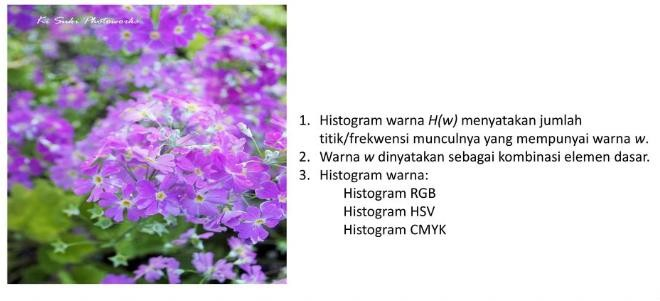 Ki Suki Photoworks
1. Histogram warna H(w) menyatakan jumlah
titik/frekwensi munculnya yang mempunyai warna w.
2. Warna w dinyatakan sebagai kombinasi elemen dasar.
3. Histogram warna:
Histogram RGB
Histogram HSV
Histogram CMYK